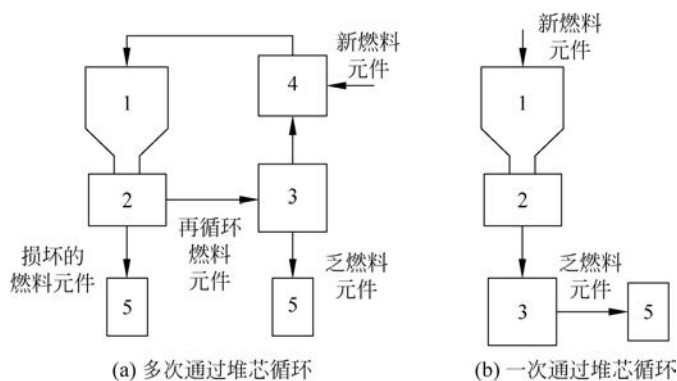 新燃料
元件
1
4
2
3
再循环
燃料
元件
损坏的
燃料元件
乏燃料
元件
5
5
(a) 多次通过堆芯循环
新燃料
元件
1
2
乏燃料
元件
3
5
(b) 一次通过堆芯循环